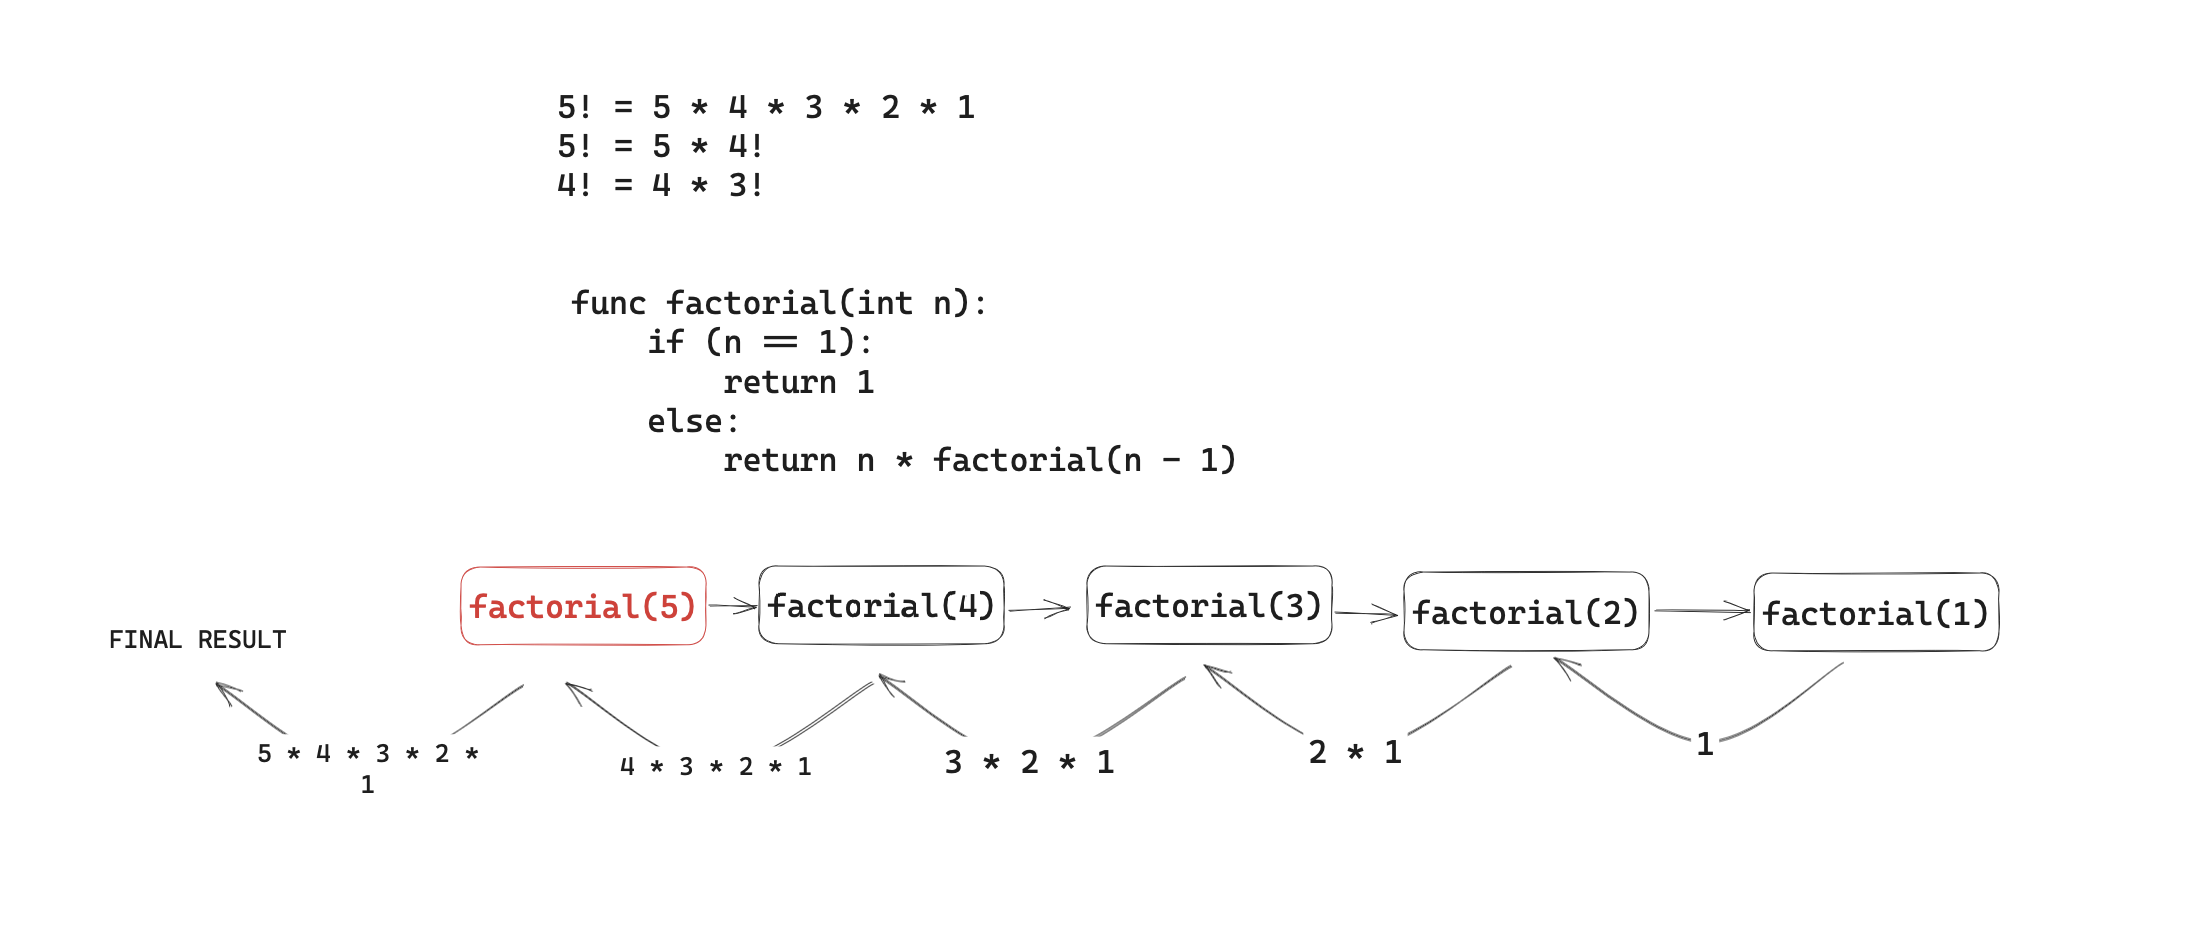 5! = 5 * 4 * 3 * 2 * 1
5! = 5 * 4!
4! = 4 * 3!
func factorial(int n):
if (n == 1):
return 1
else:
return n * factorial(n - 1)
factorial(5)
factorial(4)
factorial(3)
factorial(2)
factorial(1)
FINAL RESULT
5 * 4 * 3 * 2 *
1
4 * 3 * 2 * 1
3 * 2 * 1
2 * 1
1